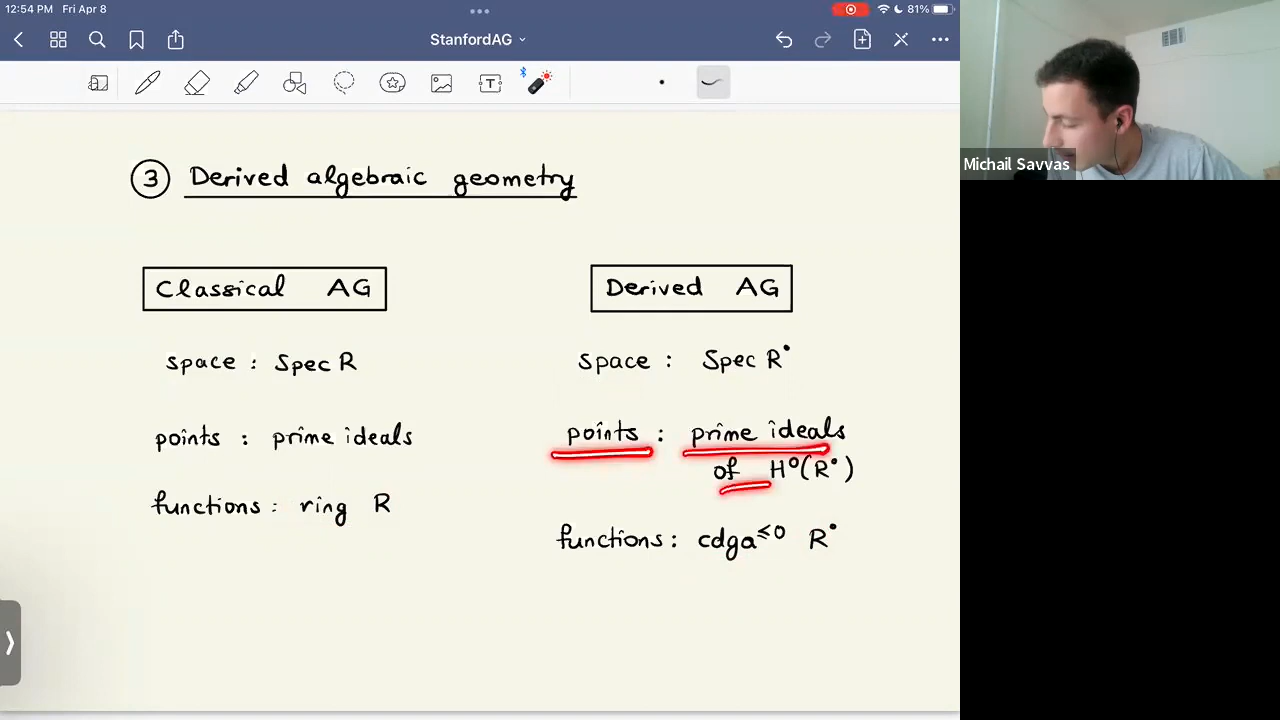 12:54 PM Fri Apr 8
81%
StanfordAG
T
Michail Savvas
③ Derived algebraic geometry
Classical AG
Derived AG
space : Spec R
space : Spec R•
points : prime ideals
points : prime ideals
of H⁰(R•)
functions : ring R
functions : cdga≤0 R•